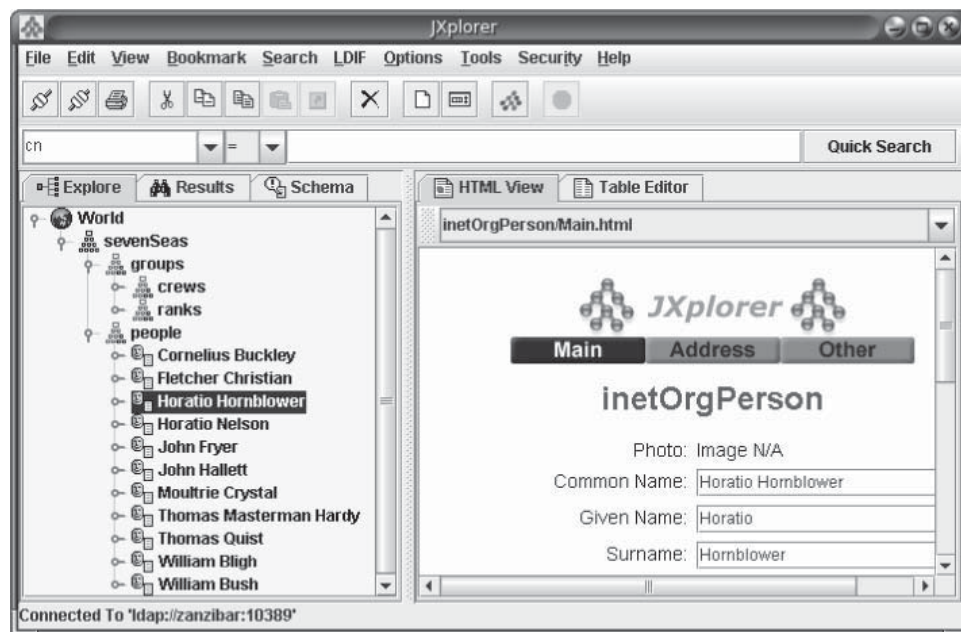 JXplorer
File Edit View Bookmark Search LDIF Options Tools Security Help
cn = Quick Search
Explore Results Schema HTML View Table Editor
World
sevenSeas
groups
crews
ranks
people
Cornelius Buckley
Fletcher Christian
Horatio Hornblower
Horatio Nelson
John Fryer
John Hallett
Moultrie Crystal
Thomas Masterman Hardy
Thomas Quist
William Bligh
William Bush
inetOrgPerson/Main.html
JXplorer
Main Address Other
inetOrgPerson
Photo: Image N/A
Common Name: Horatio Hornblower
Given Name: Horatio
Surname: Hornblower
Connected To 'ldap://zanzibar:10389'